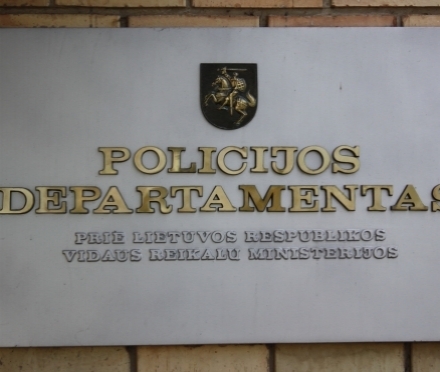 POLICIJOS
DEPARTAMENTAS
PRIE LIETUVOS RESPUBLIKOS
VIDAUS REIKALŲ MINISTERIJOS